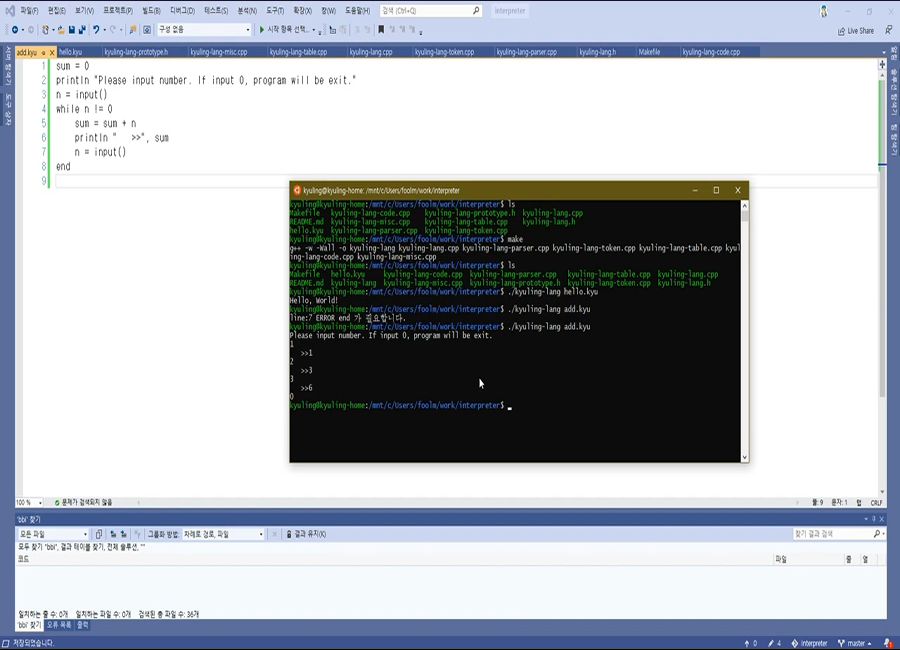 파일(F) 편집(E) 보기(V) 프로젝트(P) 빌드(B) 디버그(D) 테스트(S) 분석(N) 도구(T) 확장(X) 창(W) 도움말(H) 검색 (Ctrl+Q) interpreter
구성 없음 시작 항목 선택... Live Share
add.kyu hello.kyu kyuling-lang-prototype.h kyuling-lang-misc.cpp kyuling-lang-table.cpp kyuling-lang.cpp kyuling-lang-token.cpp kyuling-lang-parser.cpp kyuling-lang.h Makefile kyuling-lang-code.cpp
서버 탐색기 도구 상자
1 sum = 0
2 println "Please input number. If input 0, program will be exit."
3 n = input()
4 while n != 0
5 sum = sum + n
6 println " >>", sum
7 n = input()
8 end
9
kyuling@kyuling-home: /mnt/c/Users/foolm/work/interpreter
kyuling@kyuling-home:/mnt/c/Users/foolm/work/interpreter$ ls
Makefile kyuling-lang-code.cpp kyuling-lang-prototype.h kyuling-lang.cpp
README.md kyuling-lang-misc.cpp kyuling-lang-table.cpp kyuling-lang.h
hello.kyu kyuling-lang-parser.cpp kyuling-lang-token.cpp
kyuling@kyuling-home:/mnt/c/Users/foolm/work/interpreter$ make
g++ -w -Wall -o kyuling-lang kyuling-lang.cpp kyuling-lang-parser.cpp kyuling-lang-token.cpp kyuling-lang-table.cpp kyul
ing-lang-code.cpp kyuling-lang-misc.cpp
kyuling@kyuling-home:/mnt/c/Users/foolm/work/interpreter$ ls
Makefile hello.kyu kyuling-lang-code.cpp kyuling-lang-parser.cpp kyuling-lang-table.cpp kyuling-lang.cpp
README.md kyuling-lang kyuling-lang-misc.cpp kyuling-lang-prototype.h kyuling-lang-token.cpp kyuling-lang.h
kyuling@kyuling-home:/mnt/c/Users/foolm/work/interpreter$ ./kyuling-lang hello.kyu
Hello, World!
kyuling@kyuling-home:/mnt/c/Users/foolm/work/interpreter$ ./kyuling-lang add.kyu
line:7 ERROR end 가 필요합니다.
kyuling@kyuling-home:/mnt/c/Users/foolm/work/interpreter$ ./kyuling-lang add.kyu
Please input number. If input 0, program will be exit.
1
>>1
2
>>3
3
>>6
0
kyuling@kyuling-home:/mnt/c/Users/foolm/work/interpreter$
100 % 문제가 검색되지 않음 줄: 9 문자: 1 탭 CRLF
'bbi' 찾기
모든 파일 그룹화 방법: 차례로 경로, 파일 결과 유지(K) 찾기 결과 검색
모두 찾기 "bbi", 결과 테이블 찾기, 전체 솔루션, ""
코드 파일 줄 열
일치하는 줄 수: 0개 일치하는 파일 수: 0개 검색된 총 파일 수: 36개
'bbi' 찾기 오류 목록 출력
저장되었습니다. 0 4 interpreter master